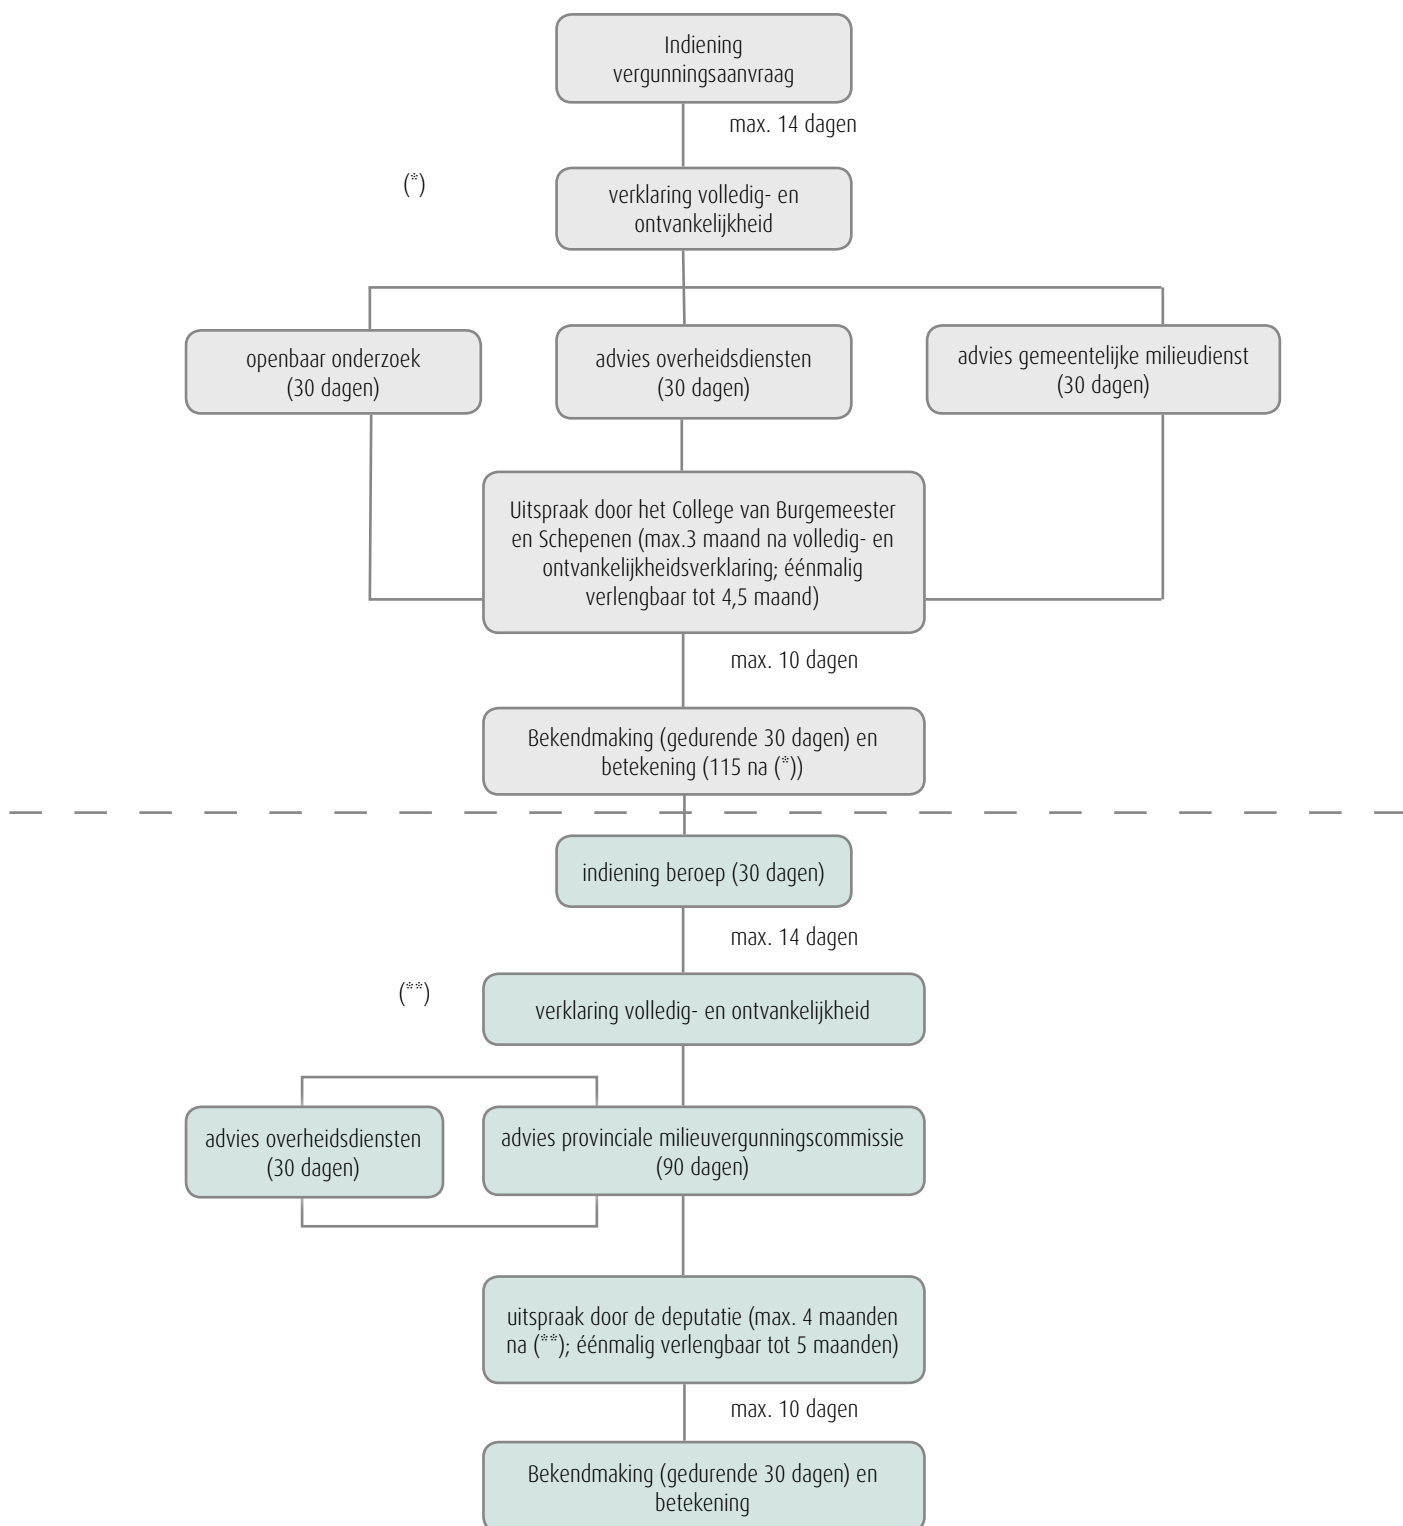 Indiening
vergunningsaanvraag
max. 14 dagen
(*)
verklaring volledig- en
ontvankelijkheid
openbaar onderzoek
(30 dagen)
advies overheidsdiensten
(30 dagen)
advies gemeentelijke milieudienst
(30 dagen)
Uitspraak door het College van Burgemeester
en Schepenen (max.3 maand na volledig- en
ontvankelijkheidsverklaring; éénmalig
verlengbaar tot 4,5 maand)
max. 10 dagen
Bekendmaking (gedurende 30 dagen) en
betekening (115 na (*))
indiening beroep (30 dagen)
max. 14 dagen
(**)
verklaring volledig- en ontvankelijkheid
advies overheidsdiensten
(30 dagen)
advies provinciale milieuvergunningscommissie
(90 dagen)
uitspraak door de deputatie (max. 4 maanden
na (**); éénmalig verlengbaar tot 5 maanden)
max. 10 dagen
Bekendmaking (gedurende 30 dagen) en
betekening